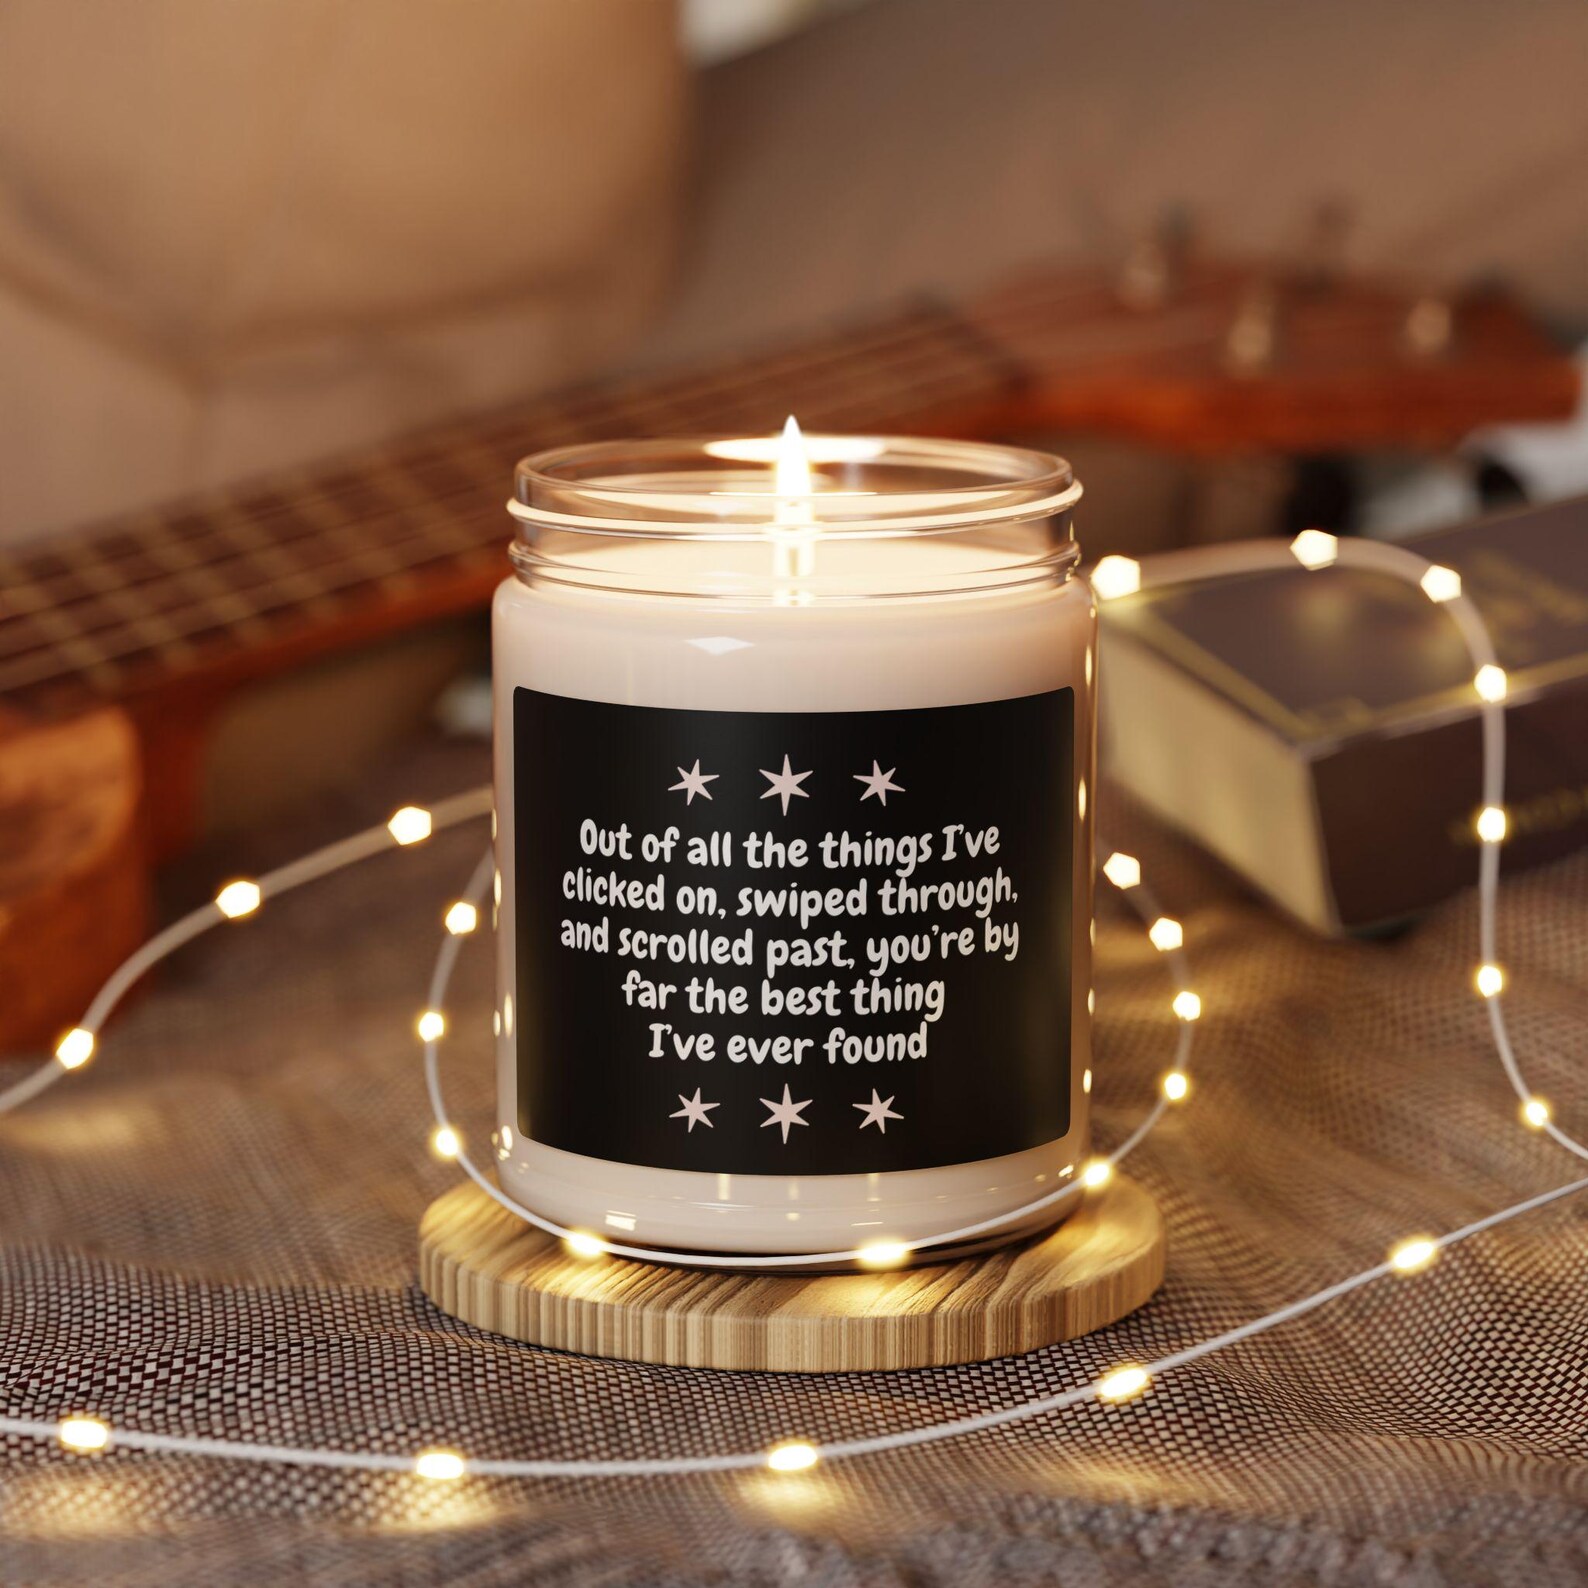 Out of all the things I've
clicked on, swiped through,
and scrolled past, you're by
far the best thing
I've ever found